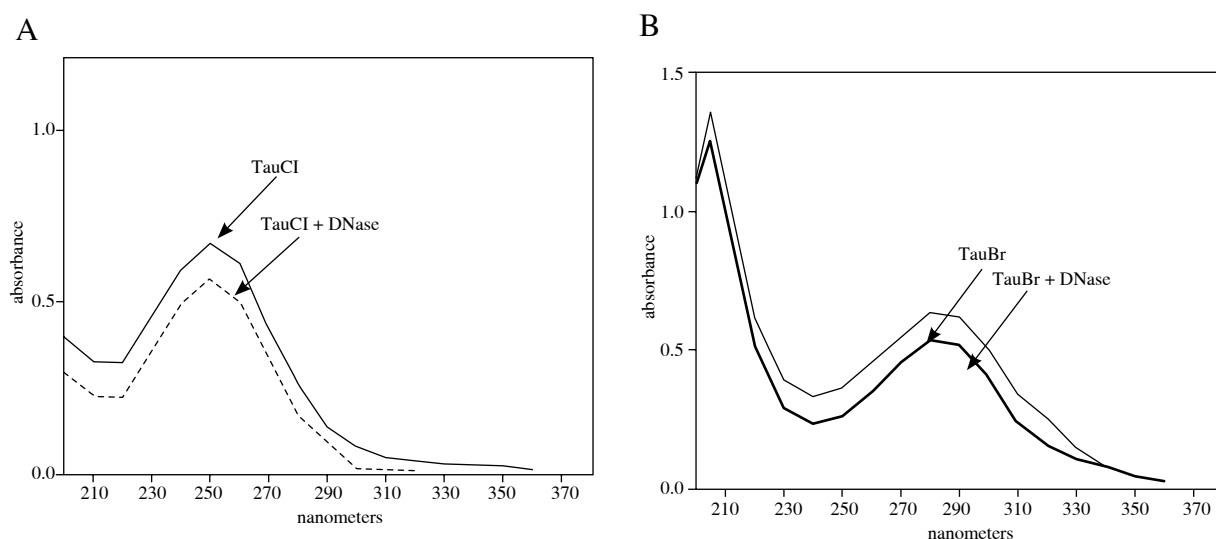 A
1.0
0.5
0.0
absorbance
TauCI
TauCI + DNase
210 230 250 270 290 310 330 350 370
nanometers
B
1.5
1.0
0.5
0.0
absorbance
TauBr
TauBr + DNase
210 230 250 270 290 310 330 350 370
nanometers